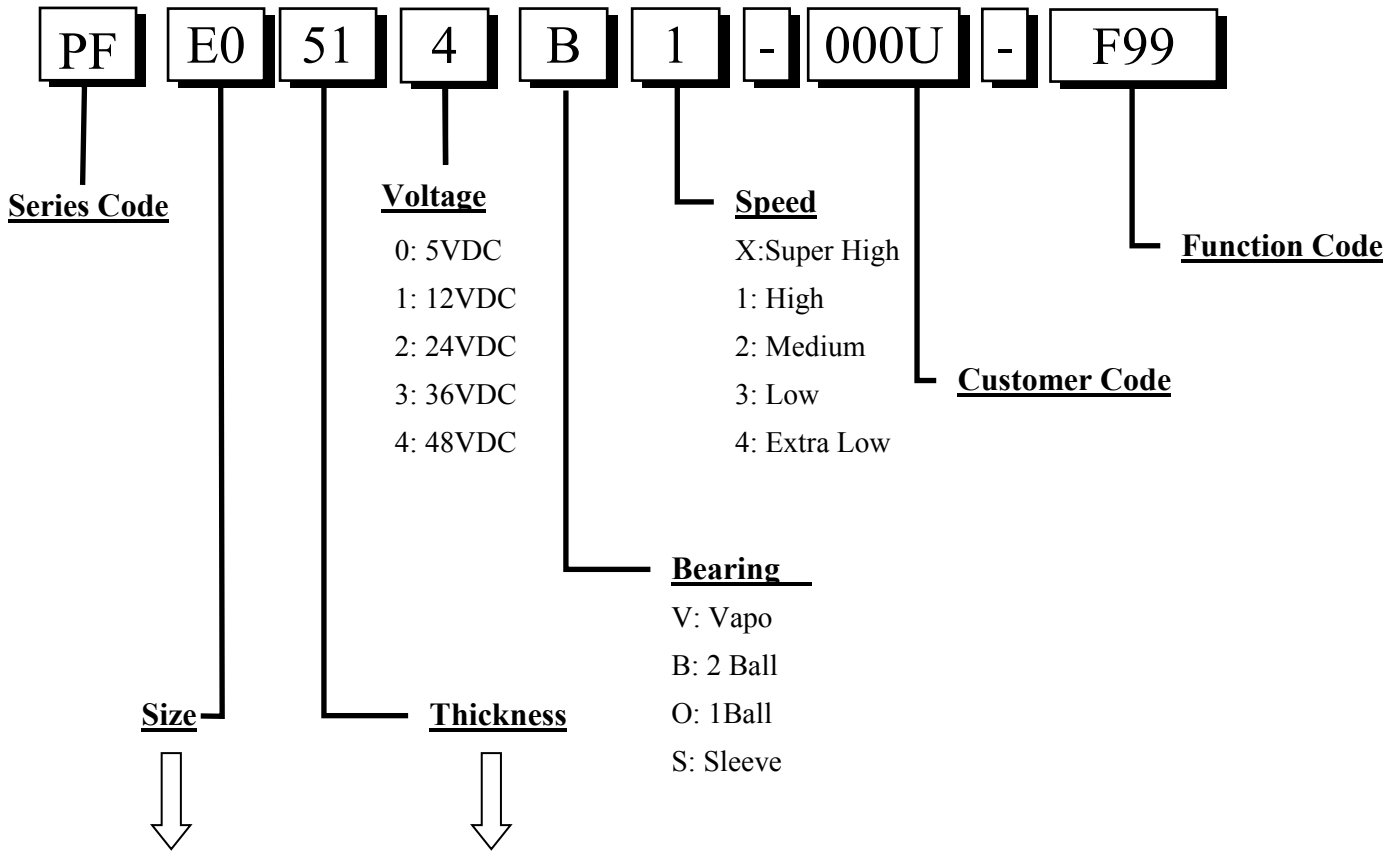 PF E0 51 4 B 1 - 000U - F99
Series Code
Voltage
0: 5VDC
1: 12VDC
2: 24VDC
3: 36VDC
4: 48VDC
Speed
X:Super High
1: High
2: Medium
3: Low
4: Extra Low
Function Code
Customer Code
Bearing
V: Vapo
B: 2 Ball
O: 1Ball
S: Sleeve
Size
Thickness